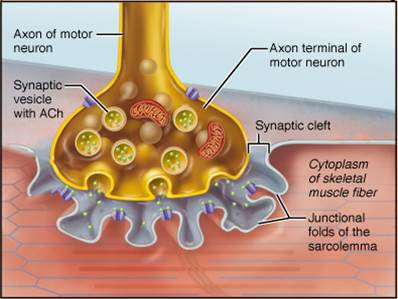 Axon of motor
neuron
Axon terminal of
motor neuron
Synaptic
vesicle
with ACh
Synaptic cleft
Cytoplasm
of skeletal
muscle fiber
Junctional
folds of the
sarcolemma